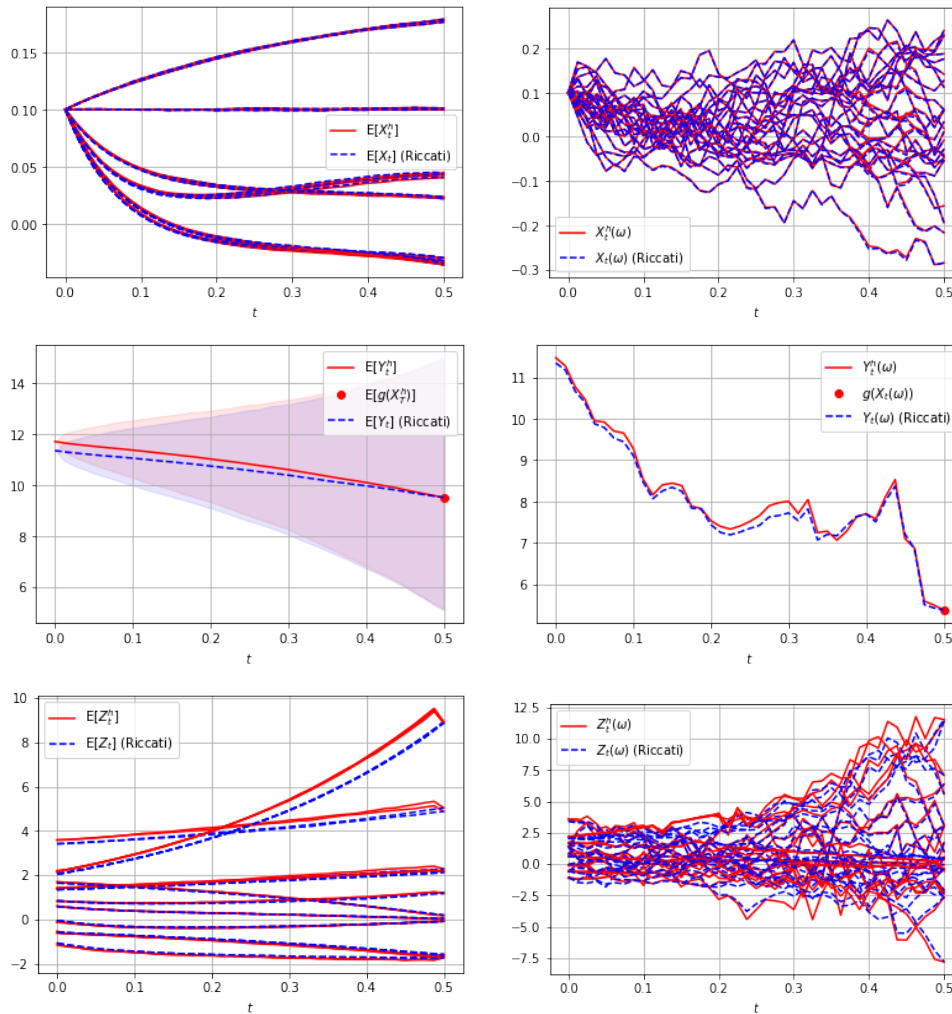 0.15
0.10
0.05
0.00
E[X_t^h]
E[X_t] (Riccati)
0.0 0.1 0.2 0.3 0.4 0.5
t
0.2
0.1
0.0
−0.1
−0.2
−0.3
X_t^h(ω)
X_t(ω) (Riccati)
0.0 0.1 0.2 0.3 0.4 0.5
t
14
12
10
8
6
E[Y_t^h]
E[g(X_T^h)]
E[Y_t] (Riccati)
0.0 0.1 0.2 0.3 0.4 0.5
t
11
10
9
8
7
6
Y_t^h(ω)
g(X_t(ω))
Y_t(ω) (Riccati)
0.0 0.1 0.2 0.3 0.4 0.5
t
10
8
6
4
2
0
−2
E[Z_t^h]
E[Z_t] (Riccati)
0.0 0.1 0.2 0.3 0.4 0.5
t
12.5
10.0
7.5
5.0
2.5
0.0
−2.5
−5.0
−7.5
Z_t^h(ω)
Z_t(ω) (Riccati)
0.0 0.1 0.2 0.3 0.4 0.5
t